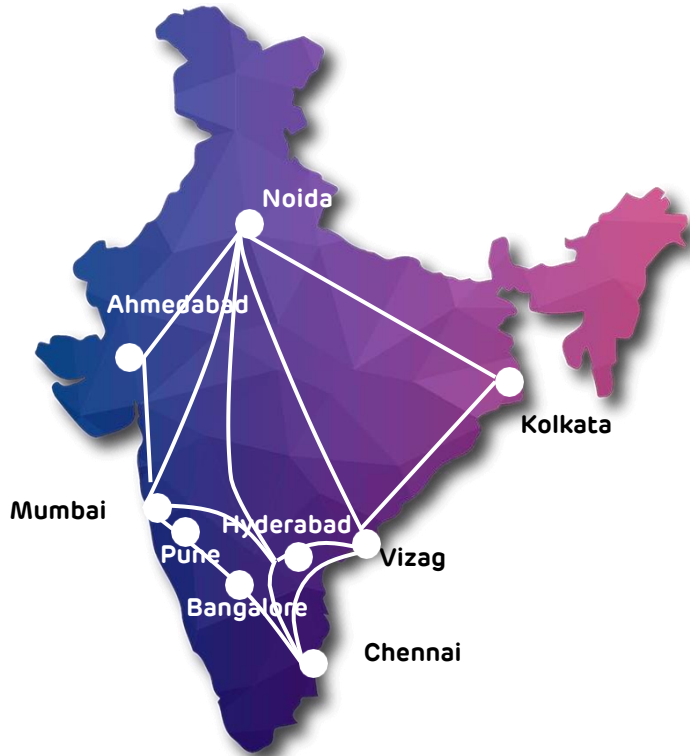 Noida
Ahmedabad
Kolkata
Mumbai
Hyderabad
Pune
Vizag
Bangalore
Chennai